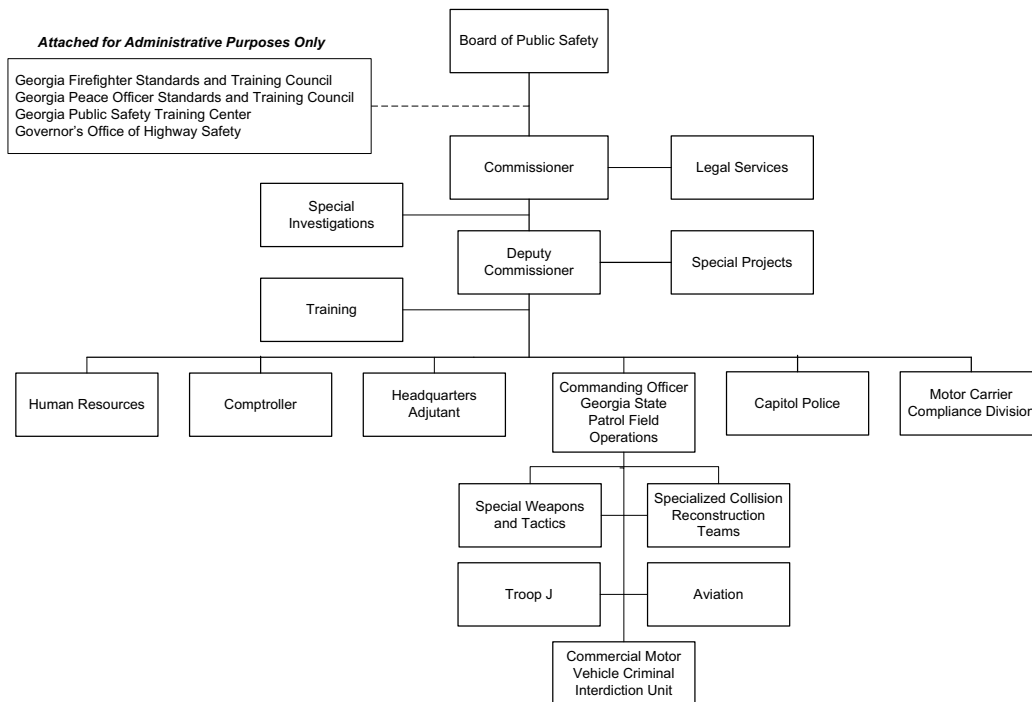 Attached for Administrative Purposes Only
Board of Public Safety
Georgia Firefighter Standards and Training Council
Georgia Peace Officer Standards and Training Council
Georgia Public Safety Training Center
Governor's Office of Highway Safety
Commissioner
Legal Services
Special
Investigations
Deputy
Commissioner
Special Projects
Training
Human Resources
Comptroller
Headquarters
Adjutant
Commanding Officer
Georgia State
Patrol Field
Operations
Capitol Police
Motor Carrier
Compliance Division
Special Weapons
and Tactics
Specialized Collision
Reconstruction
Teams
Troop J
Aviation
Commercial Motor
Vehicle Criminal
Interdiction Unit